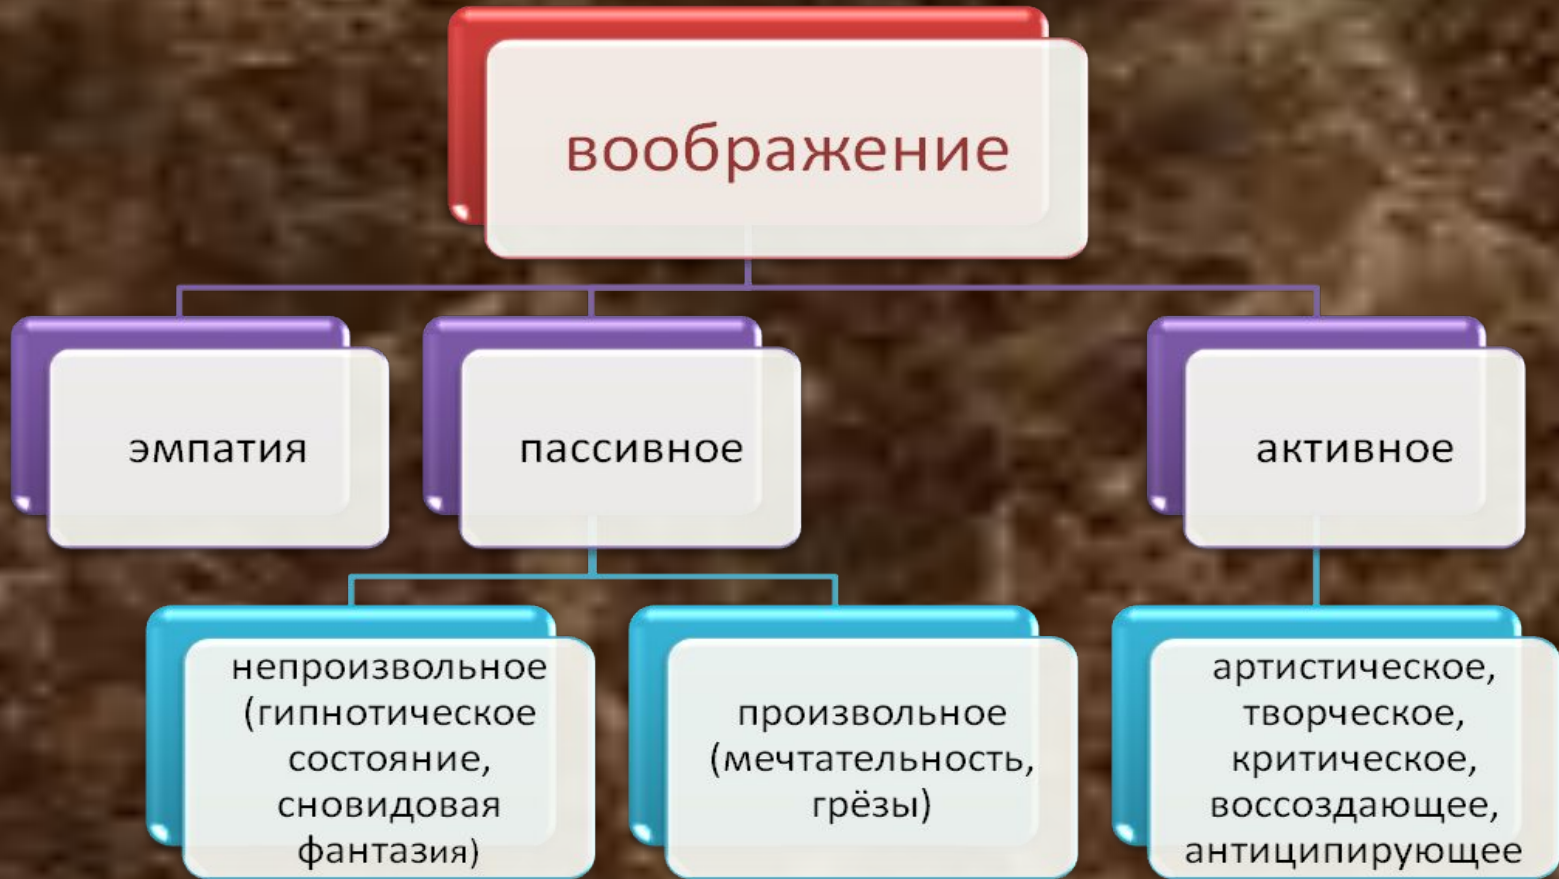 воображение
эмпатия
пассивное
активное
непроизвольное
(гипнотическое
состояние,
сновидовая
фантазия)
произвольное
(мечтательность,
грёзы)
артистическое,
творческое,
критическое,
воссоздающее,
антиципирующее